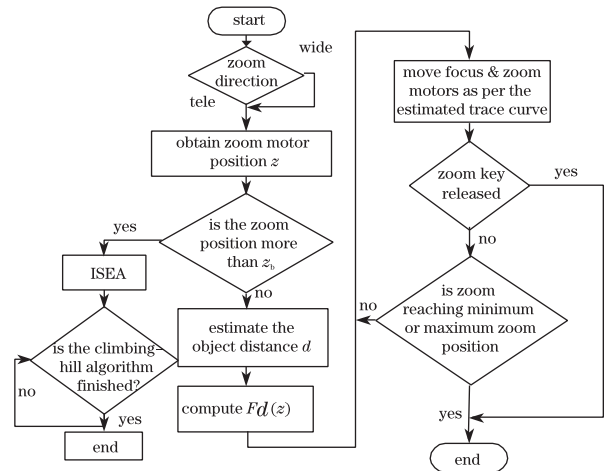 start
wide
zoom
direction
tele
obtain zoom motor
position z
is the zoom
position more
than z_b
yes
no
ISEA
is the climbing-
hill algorithm
finished?
no
yes
end
estimate the
object distance d
compute Fd(z)
move focus & zoom
motors as per the
estimated trace curve
zoom key
released
yes
no
is zoom
reaching minimum
or maximum zoom
position
no
yes
end